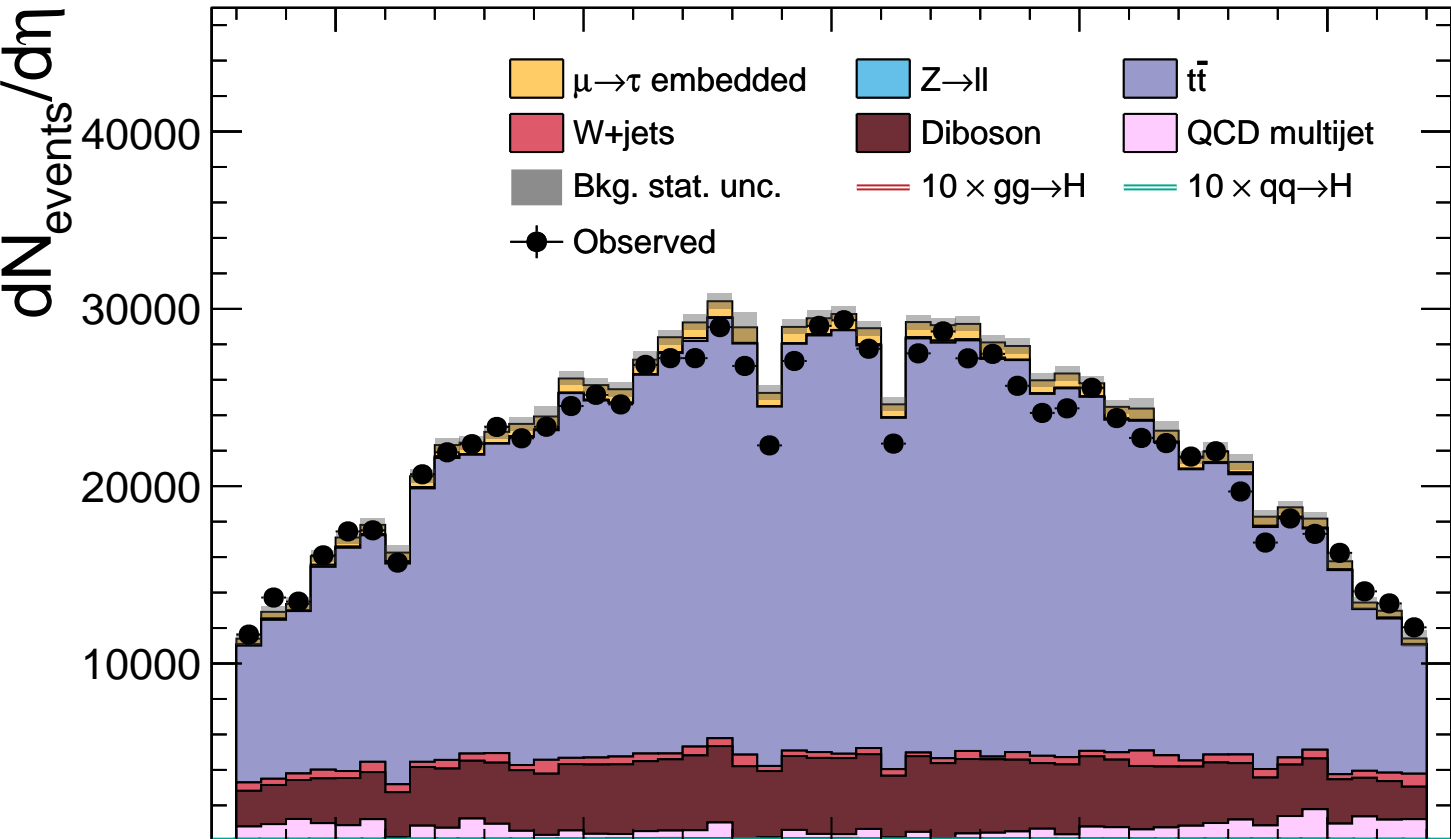 dN_events/dη
μ→τ embedded
Z→ll
tt̄
W+jets
Diboson
QCD multijet
Bkg. stat. unc.
10 × gg→H
10 × qq→H
Observed
40000
30000
20000
10000